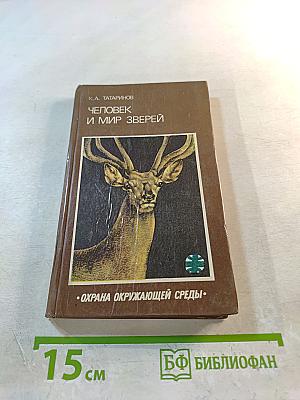 К.А. ТАТАРИНОВ
ЧЕЛОВЕК
И МИР ЗВЕРЕЙ
•ОХРАНА ОКРУЖАЮЩЕЙ СРЕДЫ•
15 см
БФ БИБЛИОФАН